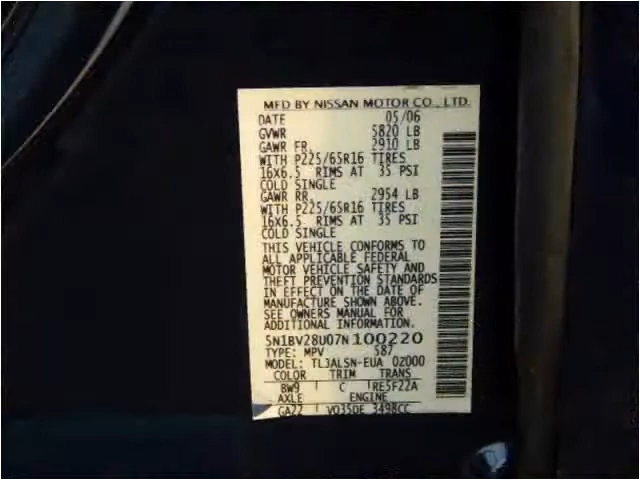 MFD BY NISSAN MOTOR CO., LTD.
DATE 05/06
GVWR 5820 LB
GAWR FR. 2910 LB
WITH P225/65R16 TIRES
16X6.5 RIMS AT 35 PSI
COLD SINGLE
GAWR RR. 2954 LB
WITH P225/65R16 TIRES
16X6.5 RIMS AT 35 PSI
COLD SINGLE
THIS VEHICLE CONFORMS TO
ALL APPLICABLE FEDERAL
MOTOR VEHICLE SAFETY AND
THEFT PREVENTION STANDARDS
IN EFFECT ON THE DATE OF
MANUFACTURE SHOWN ABOVE.
SEE OWNERS MANUAL FOR
ADDITIONAL INFORMATION.
5N1BV28U07N 100220
TYPE: MPV 587
MODEL: TL3ALSN-EUA 02000
COLOR TRIM TRANS
BW9 C RE5F22A
AXLE ENGINE
GA22 VQ35DE 3498CC